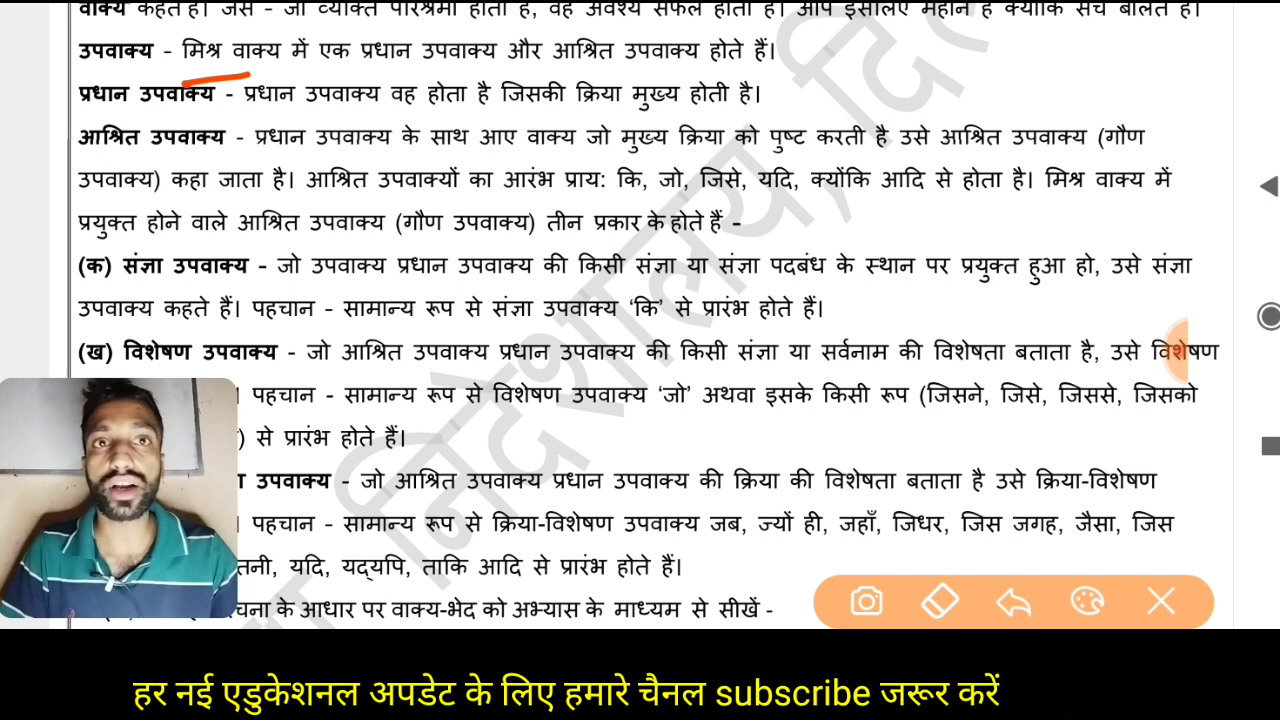 वाक्य कहते हैं। जैसे - जो व्यक्ति परिश्रमी होता है, वह अवश्य सफल होता है। आप इसलिए महान हैं क्योंकि सच बोलते हैं।
उपवाक्य - मिश्र वाक्य में एक प्रधान उपवाक्य और आश्रित उपवाक्य होते हैं।
प्रधान उपवाक्य - प्रधान उपवाक्य वह होता है जिसकी क्रिया मुख्य होती है।
आश्रित उपवाक्य - प्रधान उपवाक्य के साथ आए वाक्य जो मुख्य क्रिया को पुष्ट करती है उसे आश्रित उपवाक्य (गौण
उपवाक्य) कहा जाता है। आश्रित उपवाक्यों का आरंभ प्राय: कि, जो, जिसे, यदि, क्योंकि आदि से होता है। मिश्र वाक्य में
प्रयुक्त होने वाले आश्रित उपवाक्य (गौण उपवाक्य) तीन प्रकार के होते हैं -
(क) संज्ञा उपवाक्य - जो उपवाक्य प्रधान उपवाक्य की किसी संज्ञा या संज्ञा पदबंध के स्थान पर प्रयुक्त हुआ हो, उसे संज्ञा
उपवाक्य कहते हैं। पहचान - सामान्य रूप से संज्ञा उपवाक्य ‘कि’ से प्रारंभ होते हैं।
(ख) विशेषण उपवाक्य - जो आश्रित उपवाक्य प्रधान उपवाक्य की किसी संज्ञा या सर्वनाम की विशेषता बताता है, उसे विशेषण
पहचान - सामान्य रूप से विशेषण उपवाक्य ‘जो’ अथवा इसके किसी रूप (जिसने, जिसे, जिससे, जिसको
) से प्रारंभ होते हैं।
उपवाक्य - जो आश्रित उपवाक्य प्रधान उपवाक्य की क्रिया की विशेषता बताता है उसे क्रिया-विशेषण
पहचान - सामान्य रूप से क्रिया-विशेषण उपवाक्य जब, ज्यों ही, जहाँ, जिधर, जिस जगह, जैसा, जिस
तनी, यदि, यद्यपि, ताकि आदि से प्रारंभ होते हैं।
चना के आधार पर वाक्य-भेद को अभ्यास के माध्यम से सीखें -
निदेशालय, दि
हर नई एडुकेशनल अपडेट के लिए हमारे चैनल subscribe जरूर करें